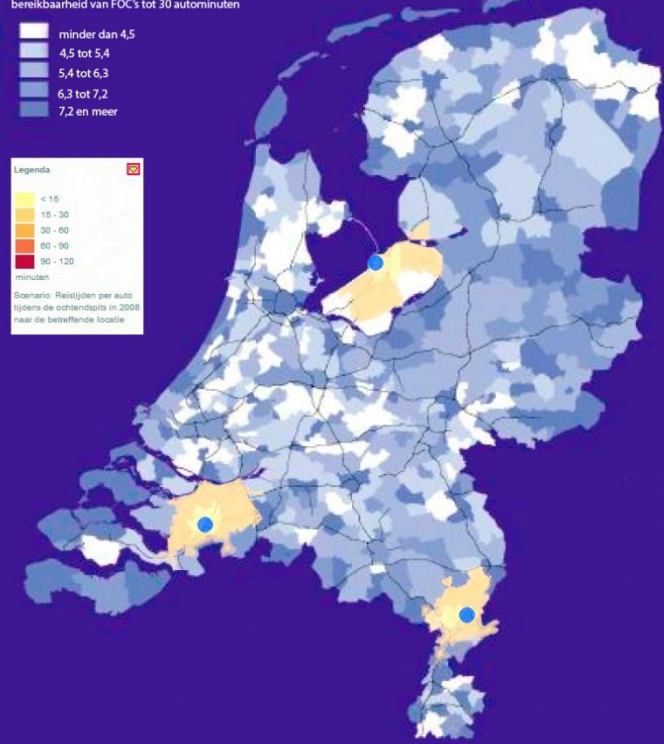 bereikbaarheid van FOC's tot 30 autominuten
minder dan 4,5
4,5 tot 5,4
5,4 tot 6,3
6,3 tot 7,2
7,2 en meer
Legenda
< 15
15 - 30
30 - 60
60 - 90
90 - 120
minuten
Scenario: Reistijden per auto
tijdens de ochtendspits in 2008
naar de betreffende locatie